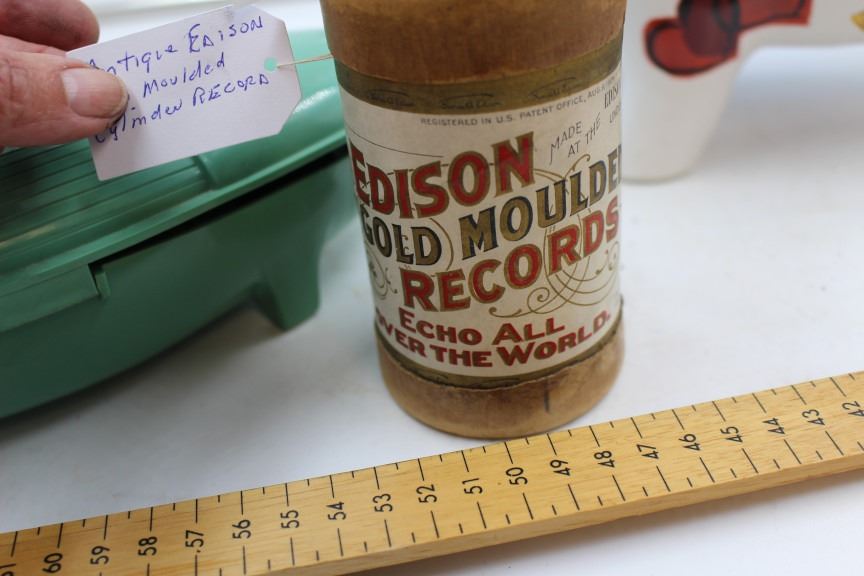 Antique EDISON
Moulded
Cylinder RECORD
REGISTERED IN U.S. PATENT OFFICE,
MADE
AT THE
EDISON
GOLD MOULDED
RECORDS
ECHO ALL
OVER THE WORLD.
60 59 58 57 56 55 54 53 52 51 50 49 48 47 46 45 44 43 42